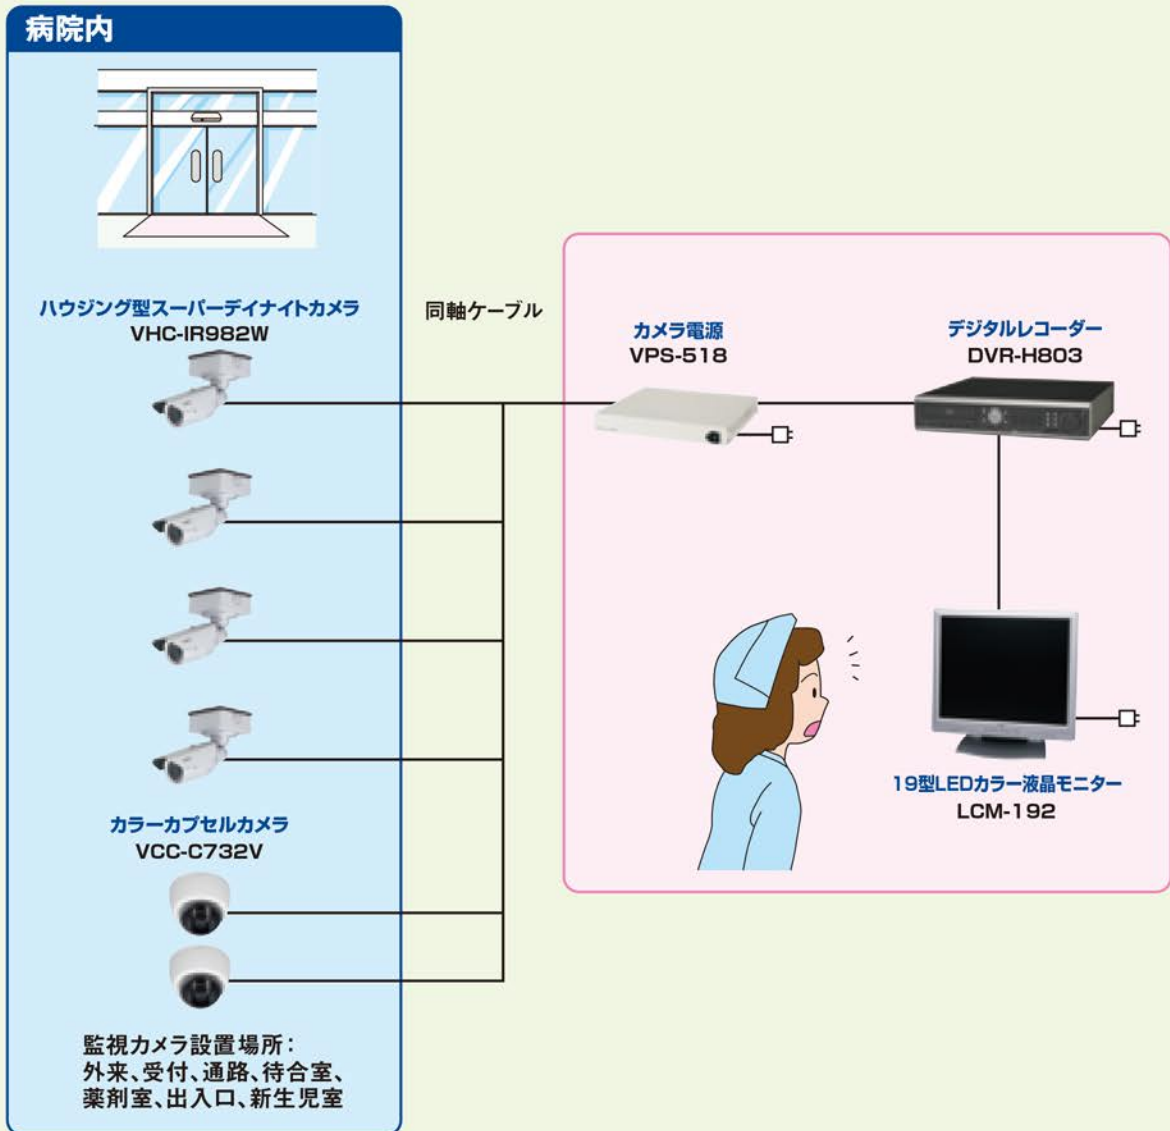 病院内
ハウジング型スーパーデイナイトカメラ
VHC-IR982W
同軸ケーブル
カメラ電源
VPS-518
デジタルレコーダー
DVR-H803
19型LEDカラー液晶モニター
LCM-192
カラーカプセルカメラ
VCC-C732V
監視カメラ設置場所：
外来、受付、通路、待合室、
薬剤室、出入口、新生児室